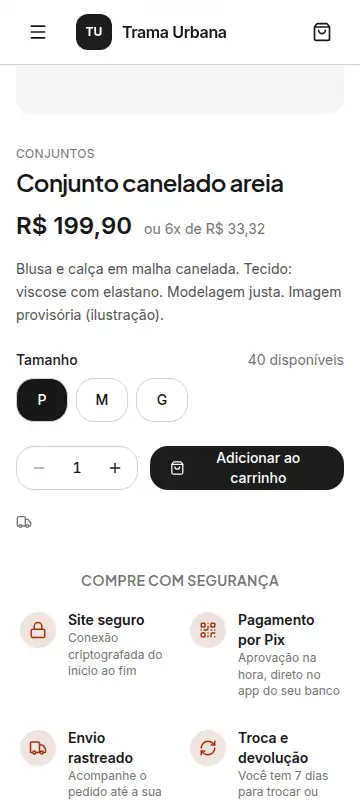 TU Trama Urbana
CONJUNTOS
Conjunto canelado areia
R$ 199,90 ou 6x de R$ 33,32
Blusa e calça em malha canelada. Tecido:
viscose com elastano. Modelagem justa. Imagem
provisória (ilustração).
Tamanho 40 disponíveis
P M G
1
Adicionar ao
carrinho
COMPRE COM SEGURANÇA
Site seguro
Conexão
criptografada do
início ao fim
Pagamento
por Pix
Aprovação na
hora, direto no
app do seu banco
Envio
rastreado
Acompanhe o
pedido até a sua
Troca e
devolução
Você tem 7 dias
para trocar ou